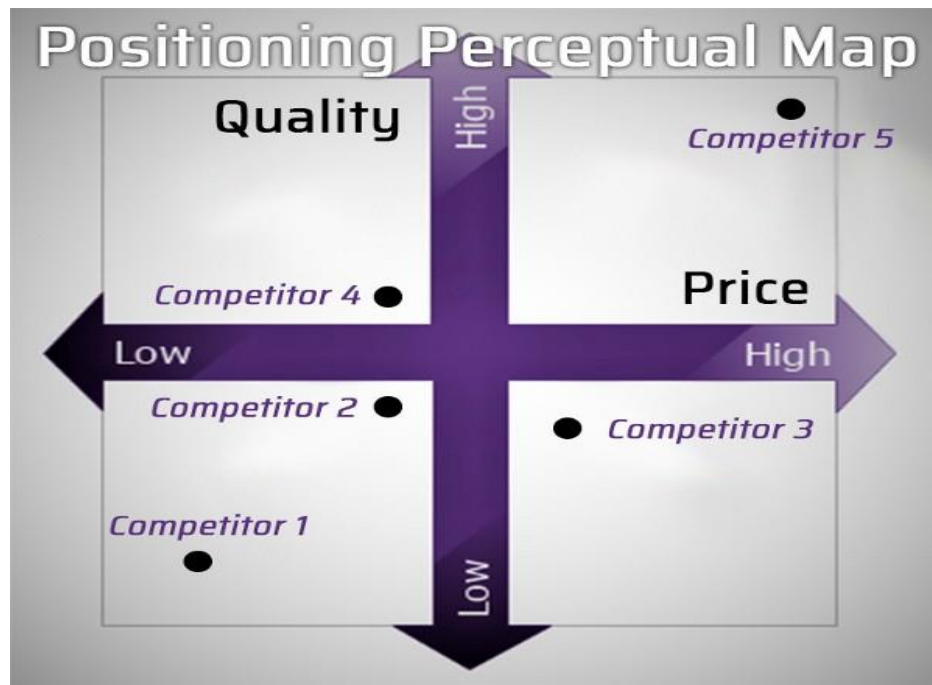 Positioning Perceptual Map
Quality
High
Competitor 5
Competitor 4
Price
Low
High
Competitor 2
Competitor 3
Competitor 1
Low